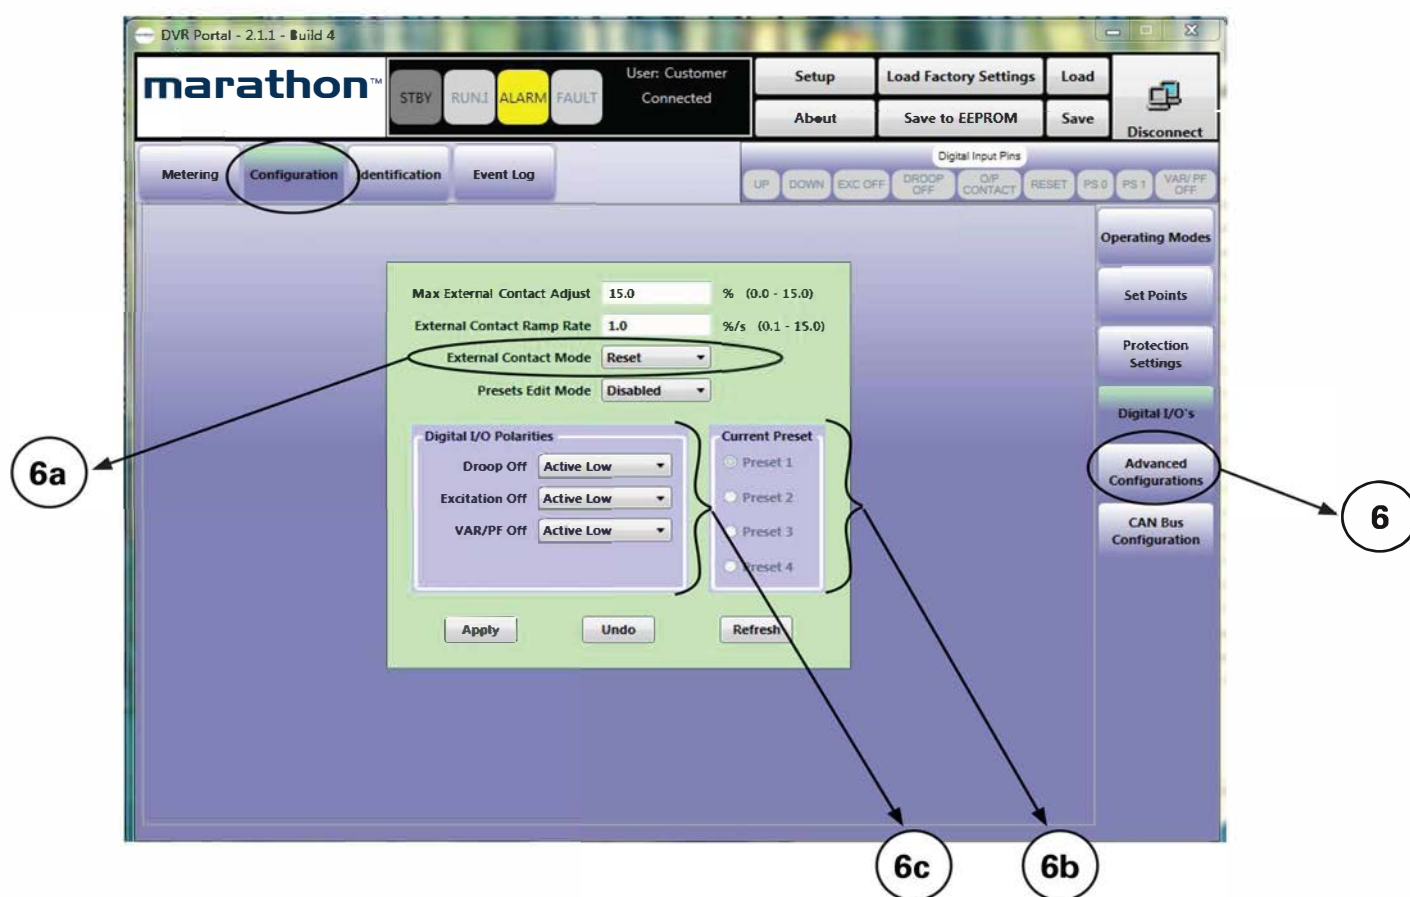 DVR Portal - 2.1.1 - Build 4
marathon™
STBY RUN.I ALARM FAULT
User: Customer
Connected
Setup Load Factory Settings Load
About Save to EEPROM Save
Disconnect
Metering Configuration Identification Event Log
Digital Input Pins
UP DOWN EXC OFF DROOP OFF O/P CONTACT RESET PS 0 PS 1 VAR/PF OFF
Operating Modes
Set Points
Protection
Settings
Digital I/O's
Advanced
Configurations
CAN Bus
Configuration
Max External Contact Adjust 15.0 % (0.0 - 15.0)
External Contact Ramp Rate 1.0 %/s (0.1 - 15.0)
External Contact Mode Reset
Presets Edit Mode Disabled
Digital I/O Polarities
Droop Off Active Low
Excitation Off Active Low
VAR/PF Off Active Low
Current Preset
Preset 1
Preset 2
Preset 3
Preset 4
Apply Undo Refresh
6a
6
6c
6b